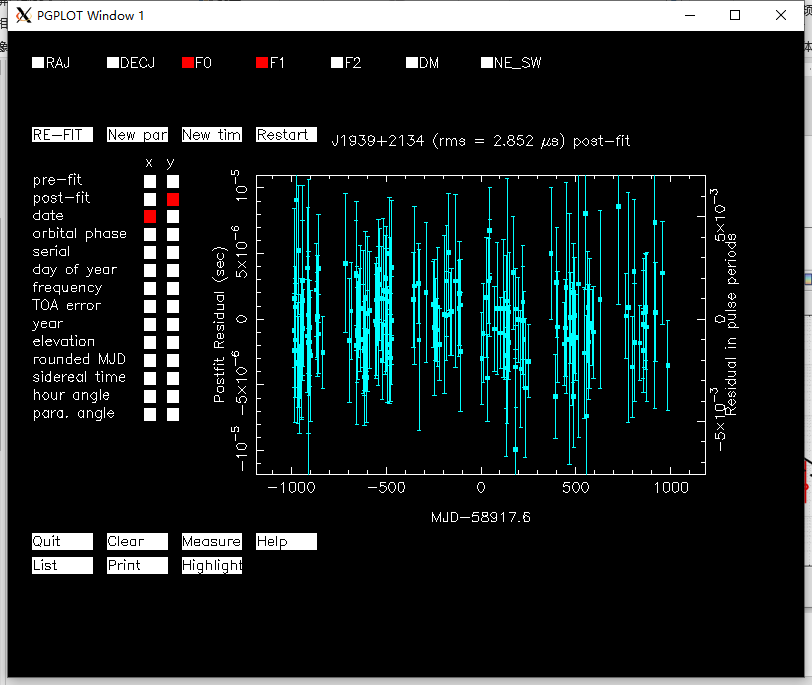 PGPLOT Window 1
RAJ DECJ F0 F1 F2 DM NE_SW
RE-FIT New par New tim Restart
J1939+2134 (rms = 2.852 μs) post-fit
x y
pre-fit
post-fit
date
orbital phase
serial
day of year
frequency
TOA error
year
elevation
rounded MJD
sidereal time
hour angle
para. angle
Postfit Residual (sec)
10⁻⁵
5×10⁻⁶
0
−5×10⁻⁶
−10⁻⁵
5×10⁻³
0
−5×10⁻³
Residual in pulse periods
−1000 −500 0 500 1000
MJD−58917.6
Quit Clear Measure Help
List Print Highlight